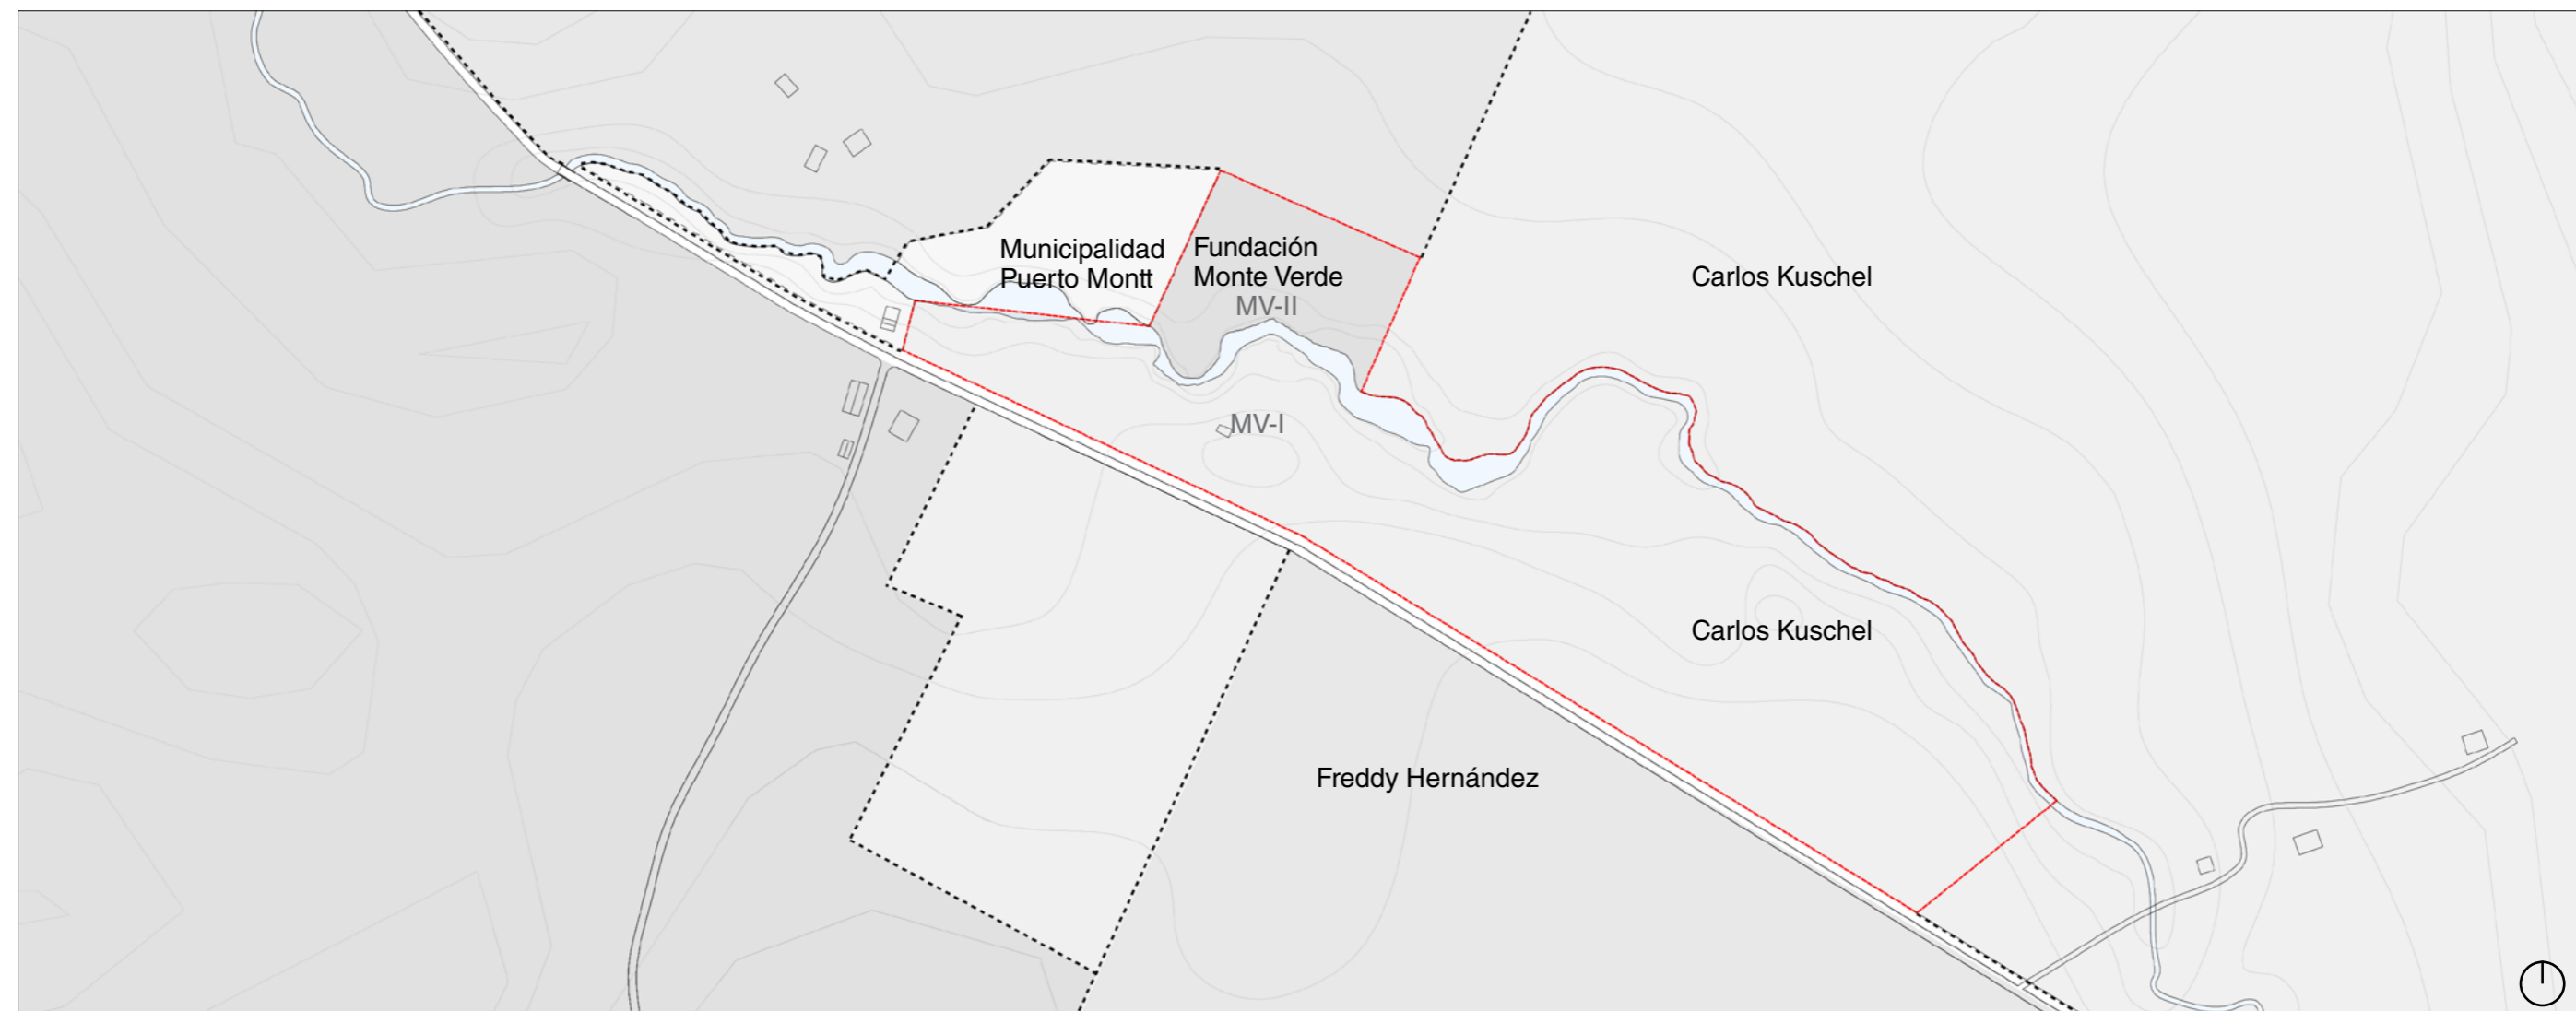 Municipalidad
Puerto Montt
Fundación
Monte Verde
MV-II
Carlos Kuschel
MV-I
Carlos Kuschel
Freddy Hernández